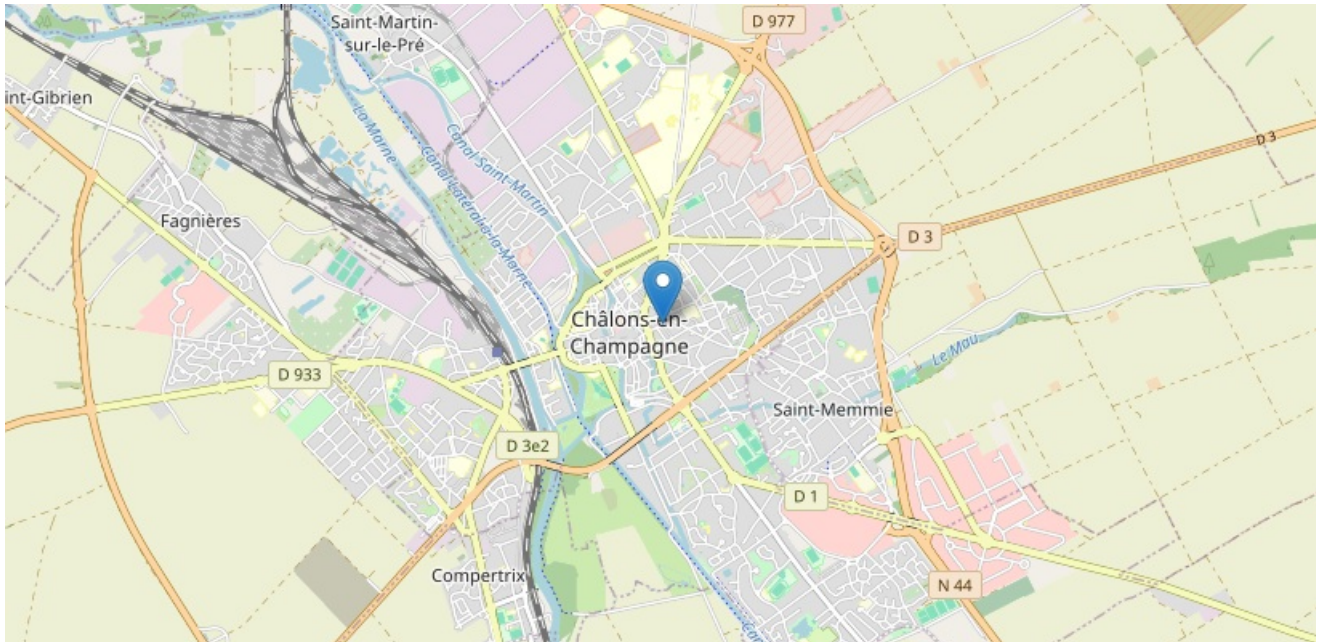 D 977
Saint-Martin-
sur-le-Pré
int-Gibrien
La Marne
Canal Saint-Martin
Canal Latéral à la Marne
D 3
Fagnières
D 3
Châlons-en-
Champagne
Le Mau
D 933
Saint-Memmie
D 3e2
D 1
Compertrix
N 44